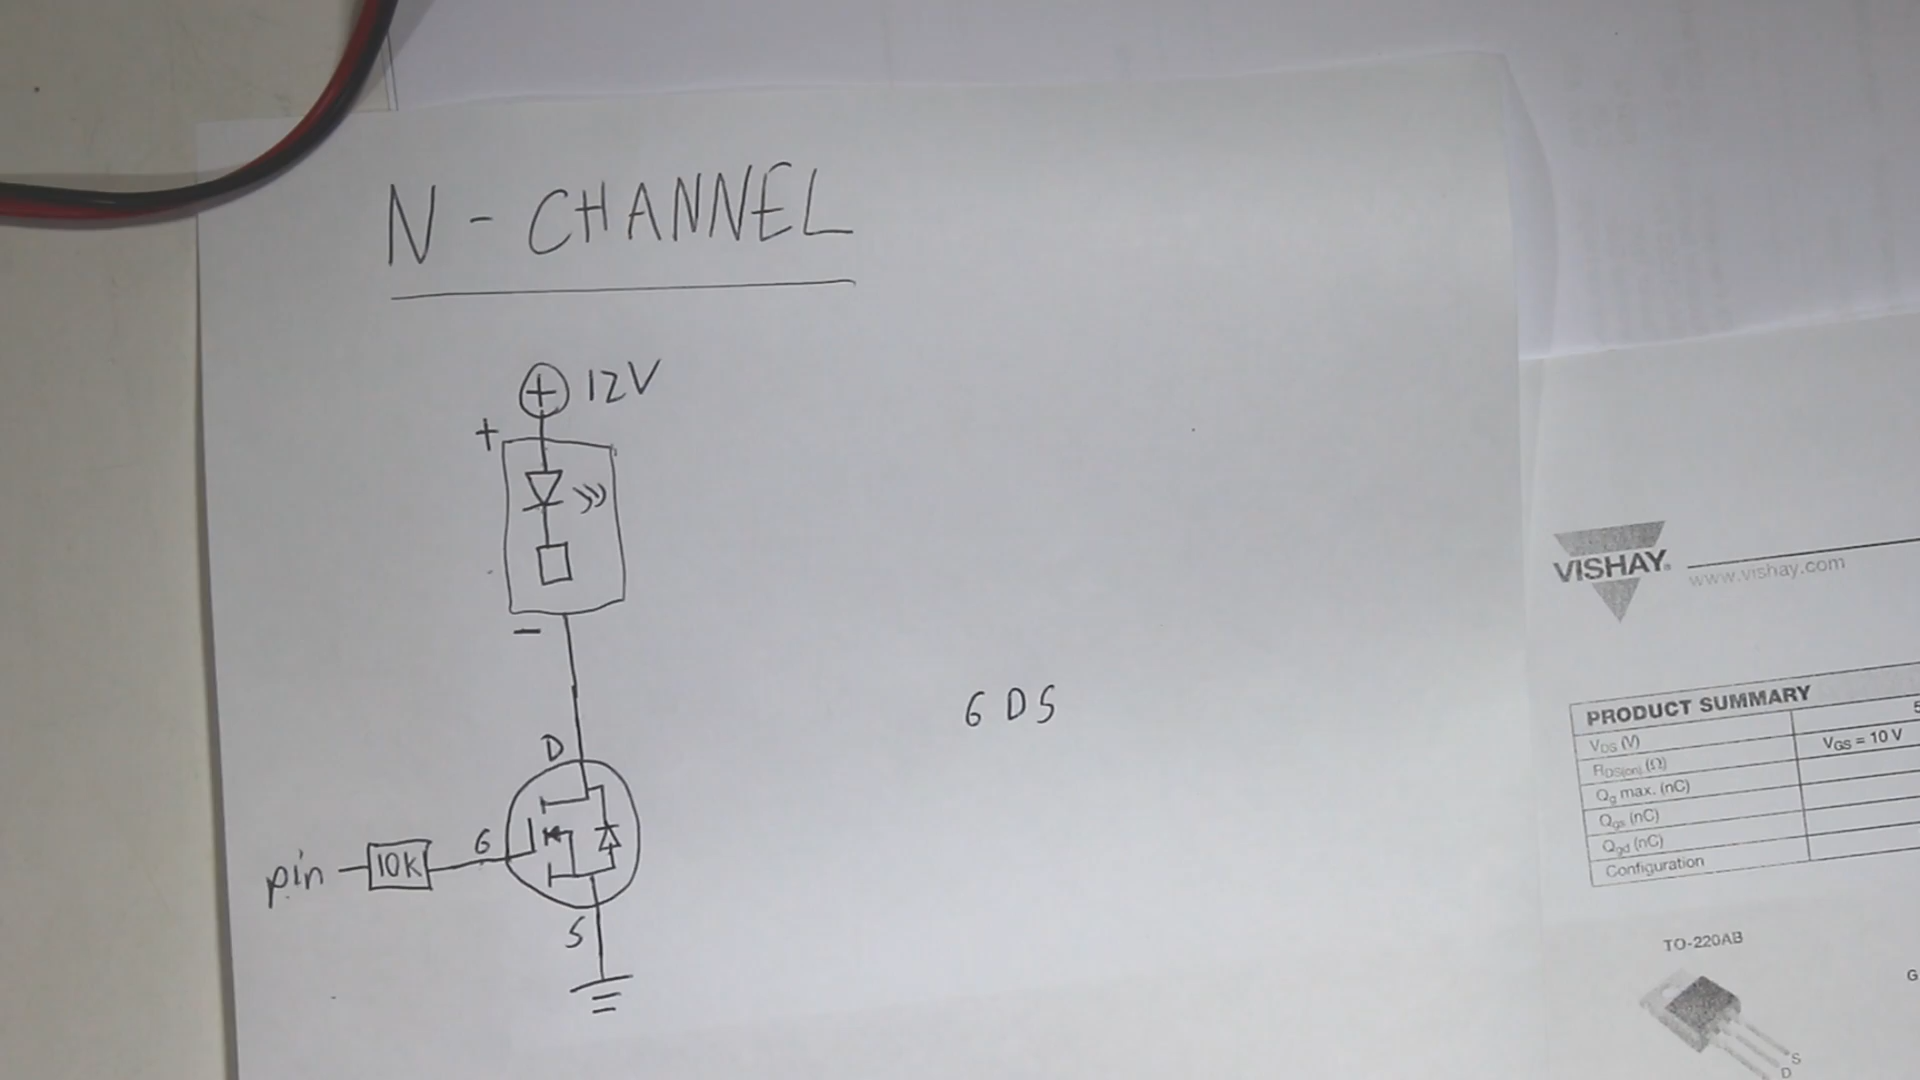 N - CHANNEL
+ 12V
+
-
D
G
10K
pin
S
G D S
VISHAY®
www.vishay.com
PRODUCT SUMMARY
VDS (V)
RDS(on) (Ω)
VGS = 10 V
Qg max. (nC)
Qgs (nC)
Qgd (nC)
Configuration
TO-220AB
G
S
D